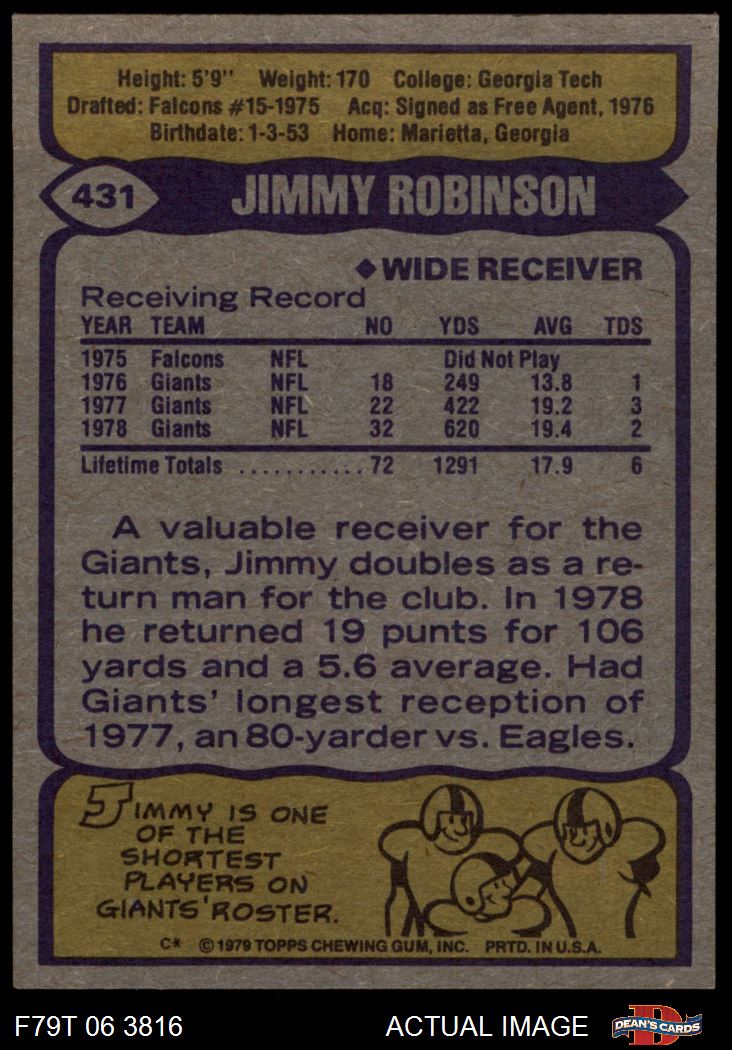 Height: 5'9" Weight: 170 College: Georgia Tech
Drafted: Falcons #15-1975 Acq: Signed as Free Agent, 1976
Birthdate: 1-3-53 Home: Marietta, Georgia
431 JIMMY ROBINSON
◆WIDE RECEIVER
Receiving Record
YEAR TEAM NO YDS AVG TDS
1975 Falcons NFL Did Not Play
1976 Giants NFL 18 249 13.8 1
1977 Giants NFL 22 422 19.2 3
1978 Giants NFL 32 620 19.4 2
Lifetime Totals ........... 72 1291 17.9 6
A valuable receiver for the
Giants, Jimmy doubles as a re-
turn man for the club. In 1978
he returned 19 punts for 106
yards and a 5.6 average. Had
Giants' longest reception of
1977, an 80-yarder vs. Eagles.
JIMMY IS ONE
OF THE
SHORTEST
PLAYERS ON
GIANTS' ROSTER.
C* © 1979 TOPPS CHEWING GUM, INC. PRTD. IN U.S.A.
F79T 06 3816 ACTUAL IMAGE D DEAN'S CARDS